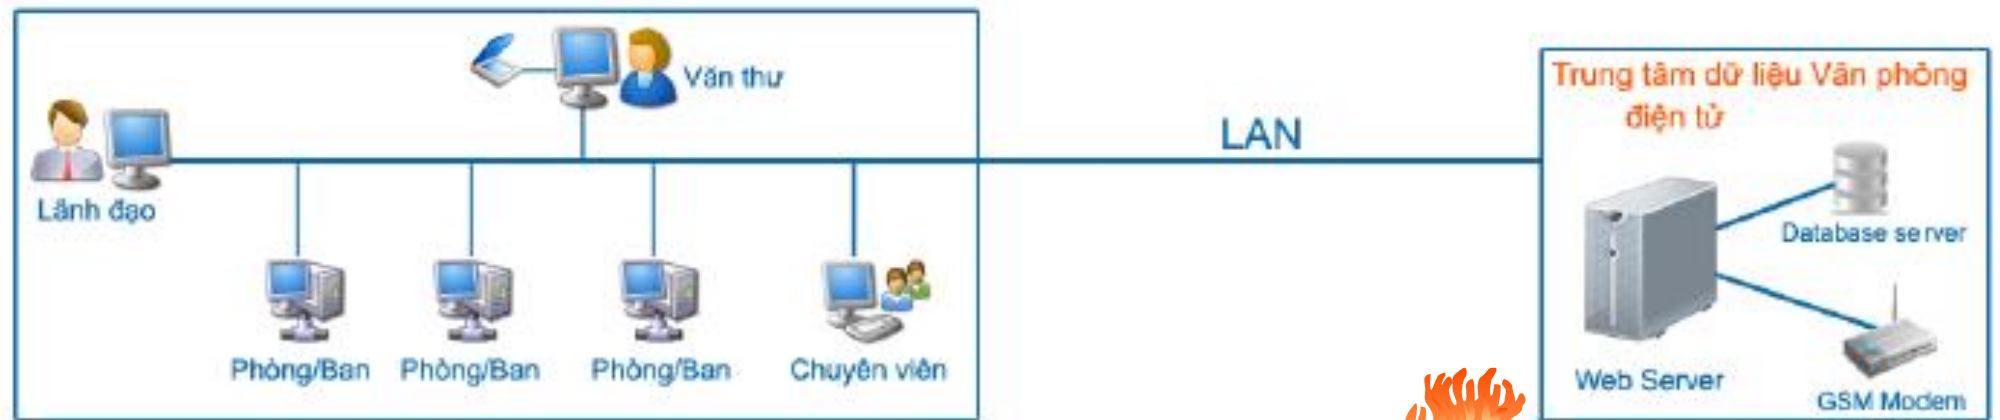 Văn thư
Lãnh đạo
Phòng/Ban
Phòng/Ban
Phòng/Ban
Chuyên viên
LAN
Trung tâm dữ liệu Văn phòng
điện tử
Database server
Web Server
GSM Modem